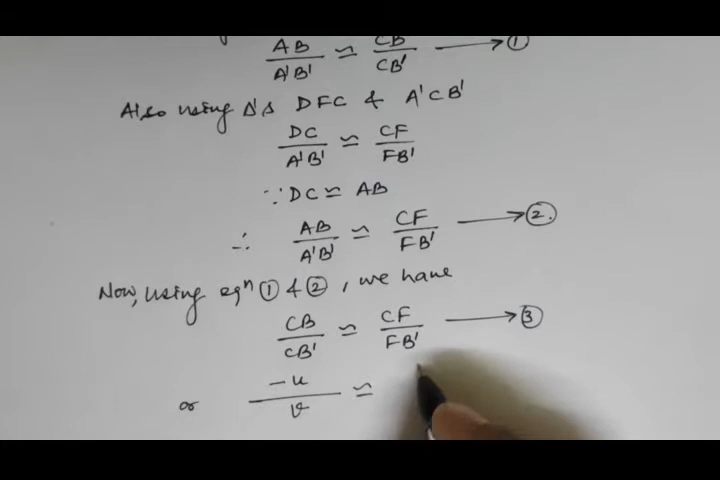 AB/A'B' ≃ CB/CB' ⟶ ①
Also using Δ's DFC & A'CB'
DC/A'B' ≃ CF/FB'
∵ DC ≃ AB
∴ AB/A'B' ≃ CF/FB' ⟶ ②.
Now, using eqⁿ ① & ②, we have
CB/CB' ≃ CF/FB' ⟶ ③
or -u/v ≃